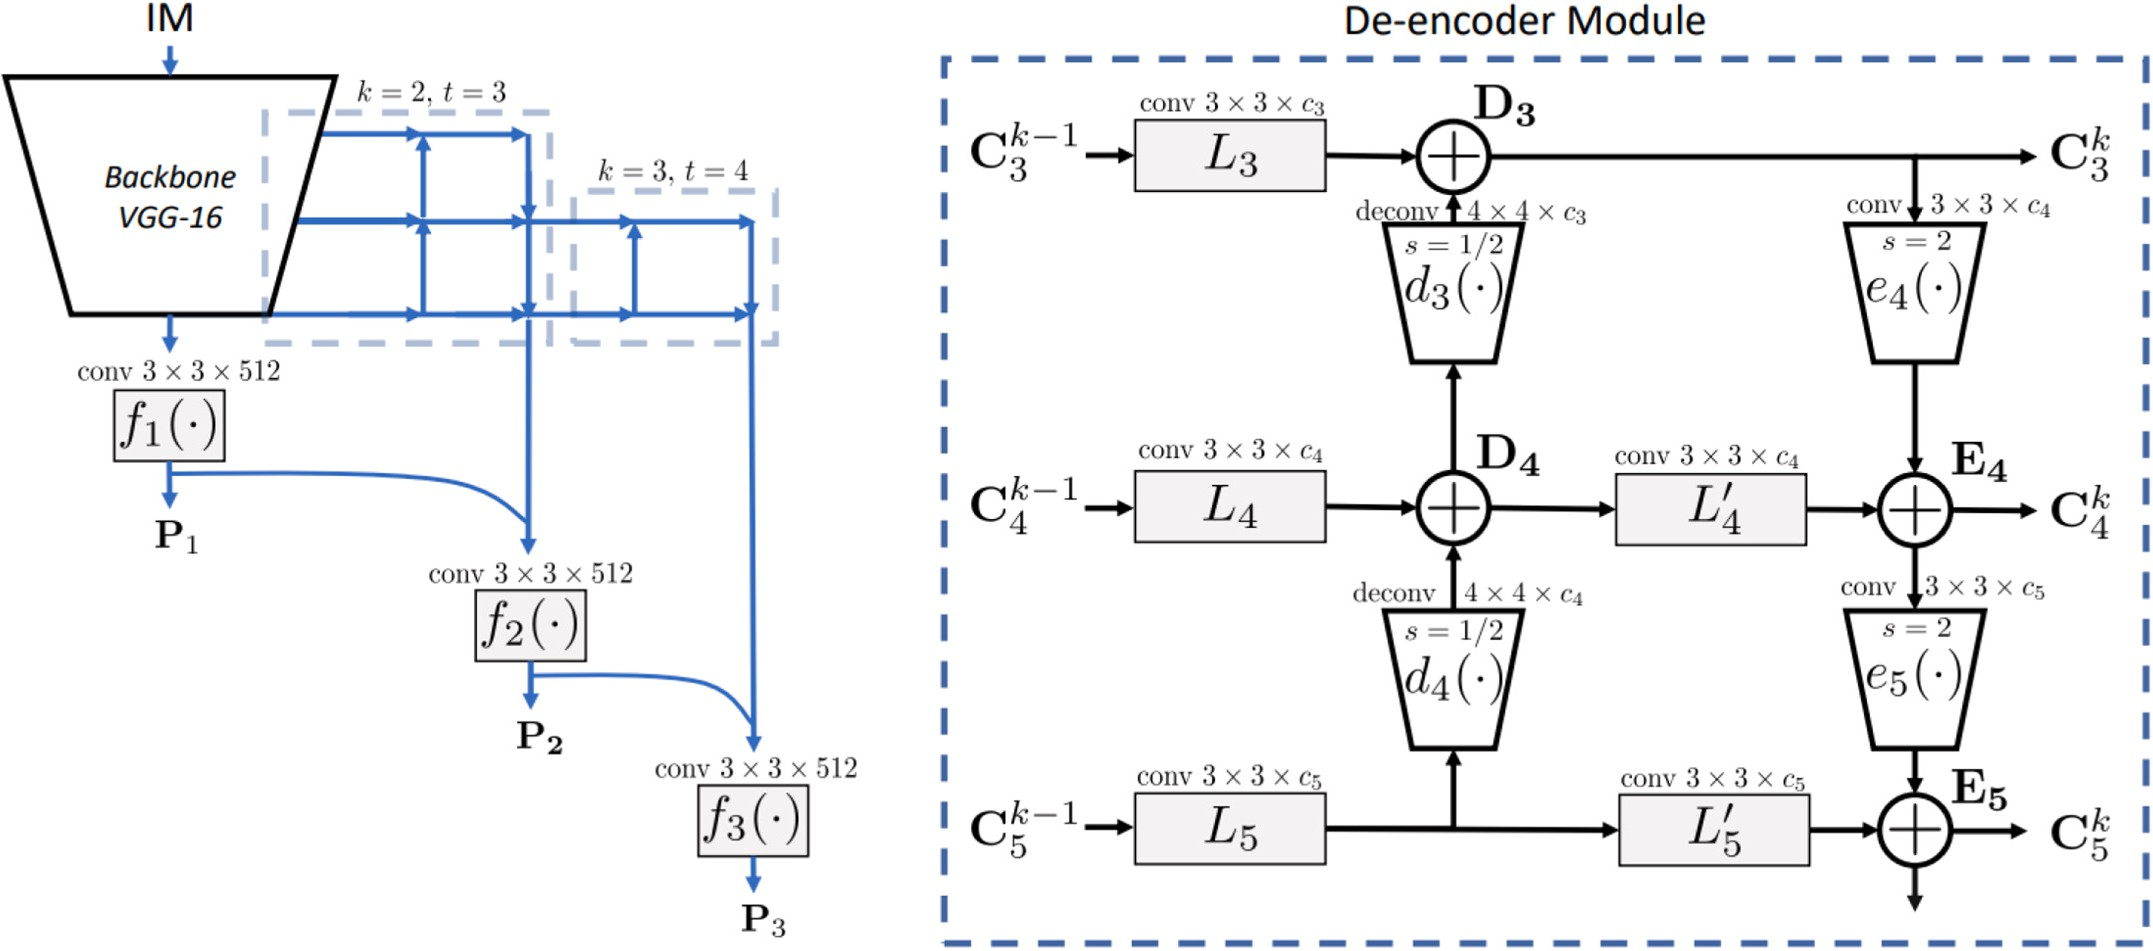 IM
k = 2, t = 3
k = 3, t = 4
Backbone
VGG-16
conv 3 × 3 × 512
f₁(·)
P₁
conv 3 × 3 × 512
f₂(·)
P₂
conv 3 × 3 × 512
f₃(·)
P₃
De-encoder Module
C₃ᵏ⁻¹
conv 3 × 3 × c₃
L₃
D₃
C₃ᵏ
deconv 4 × 4 × c₃
s = 1/2
d₃(·)
conv 3 × 3 × c₄
s = 2
e₄(·)
C₄ᵏ⁻¹
conv 3 × 3 × c₄
L₄
D₄
conv 3 × 3 × c₄
L′₄
E₄
C₄ᵏ
deconv 4 × 4 × c₄
s = 1/2
d₄(·)
conv 3 × 3 × c₅
s = 2
e₅(·)
C₅ᵏ⁻¹
conv 3 × 3 × c₅
L₅
conv 3 × 3 × c₅
L′₅
E₅
C₅ᵏ